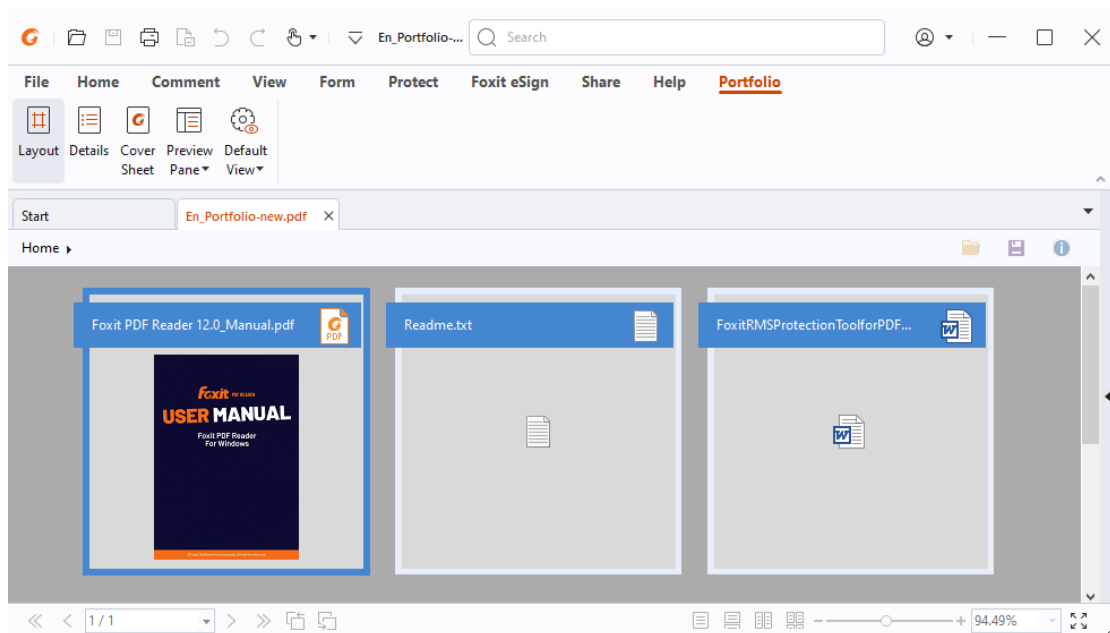 En_Portfolio-... Search
File Home Comment View Form Protect Foxit eSign Share Help Portfolio
Layout Details Cover Sheet Preview Pane Default View
Start En_Portfolio-new.pdf
Home
Foxit PDF Reader 12.0_Manual.pdf
PDF
Readme.txt
FoxitRMSProtectionToolforPDF...
Foxit PDF READER
USER MANUAL
Foxit PDF Reader
For Windows
1 / 1
94.49%